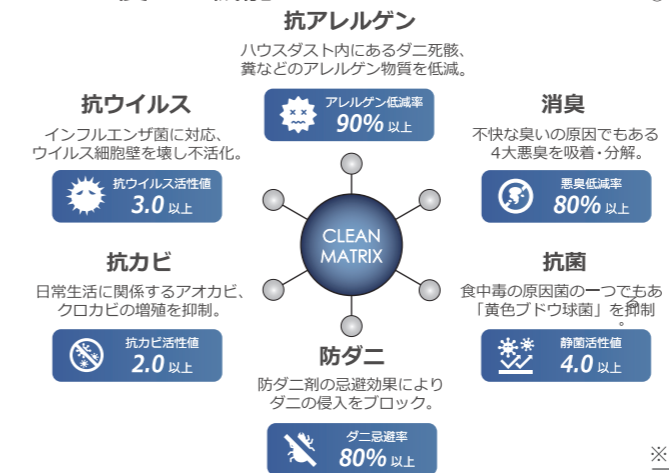 抗アレルゲン
ハウスダスト内にあるダニ死骸、
糞などのアレルゲン物質を低減。
アレルゲン低減率
90% 以上
抗ウイルス
インフルエンザ菌に対応、
ウイルス細胞壁を壊し不活化。
抗ウイルス活性値
3.0 以上
消臭
不快な臭いの原因でもある
4大悪臭を吸着・分解。
悪臭低減率
80% 以上
CLEAN
MATRIX
抗カビ
日常生活に関係するアオカビ、
クロカビの増殖を抑制。
抗カビ活性値
2.0 以上
抗菌
食中毒の原因菌の一つでもあ
る
「黄色ブドウ球菌」を抑制
。
静菌活性値
4.0 以上
防ダニ
防ダニ剤の忌避効果により
ダニの侵入をブロック。
ダニ忌避率
80% 以上
※